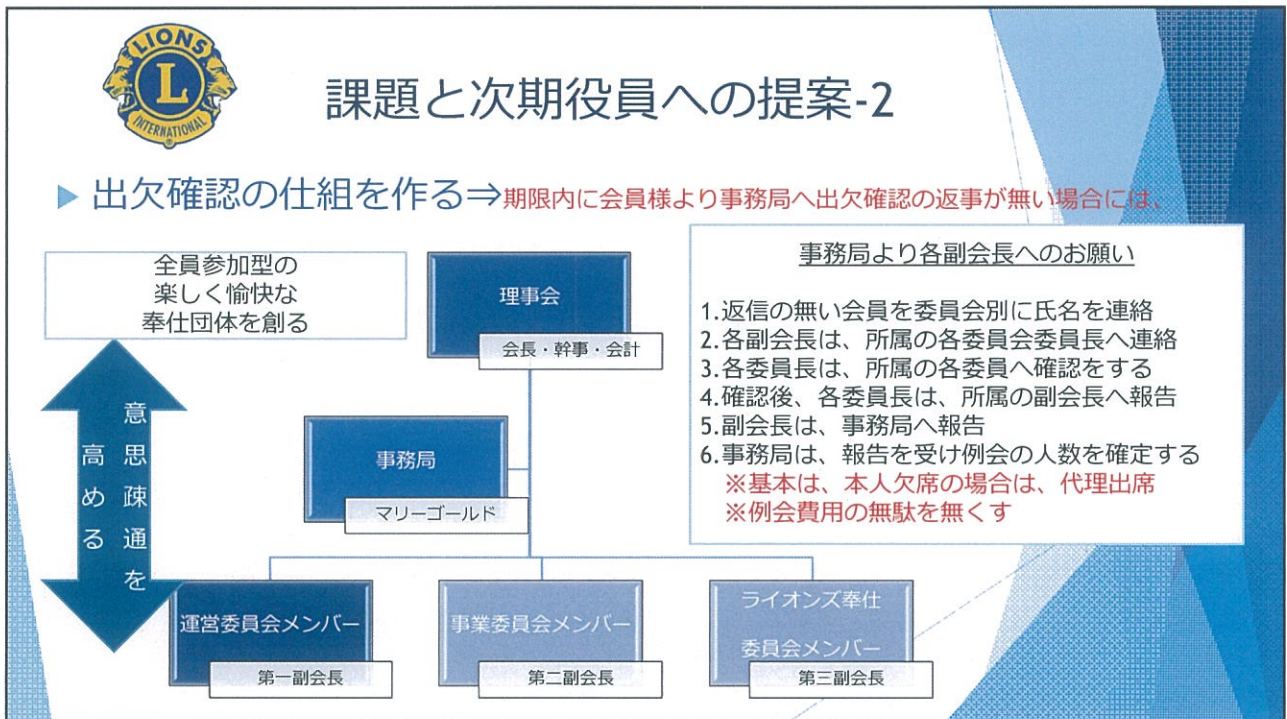 LIONS
L
INTERNATIONAL
課題と次期役員への提案-2
出欠確認の仕組を作る⇒期限内に会員様より事務局へ出欠確認の返事が無い場合には、
全員参加型の
楽しく愉快な
奉仕団体を創る
意思疎通を
高める
理事会
会長・幹事・会計
事務局
マリーゴールド
運営委員会メンバー
第一副会長
事業委員会メンバー
第二副会長
ライオンズ奉仕
委員会メンバー
第三副会長
事務局より各副会長へのお願い
1.返信の無い会員を委員会別に氏名を連絡
2.各副会長は、所属の各委員会委員長へ連絡
3.各委員長は、所属の各委員へ確認をする
4.確認後、各委員長は、所属の副会長へ報告
5.副会長は、事務局へ報告
6.事務局は、報告を受け例会の人数を確定する
※基本は、本人欠席の場合は、代理出席
※例会費用の無駄を無くす